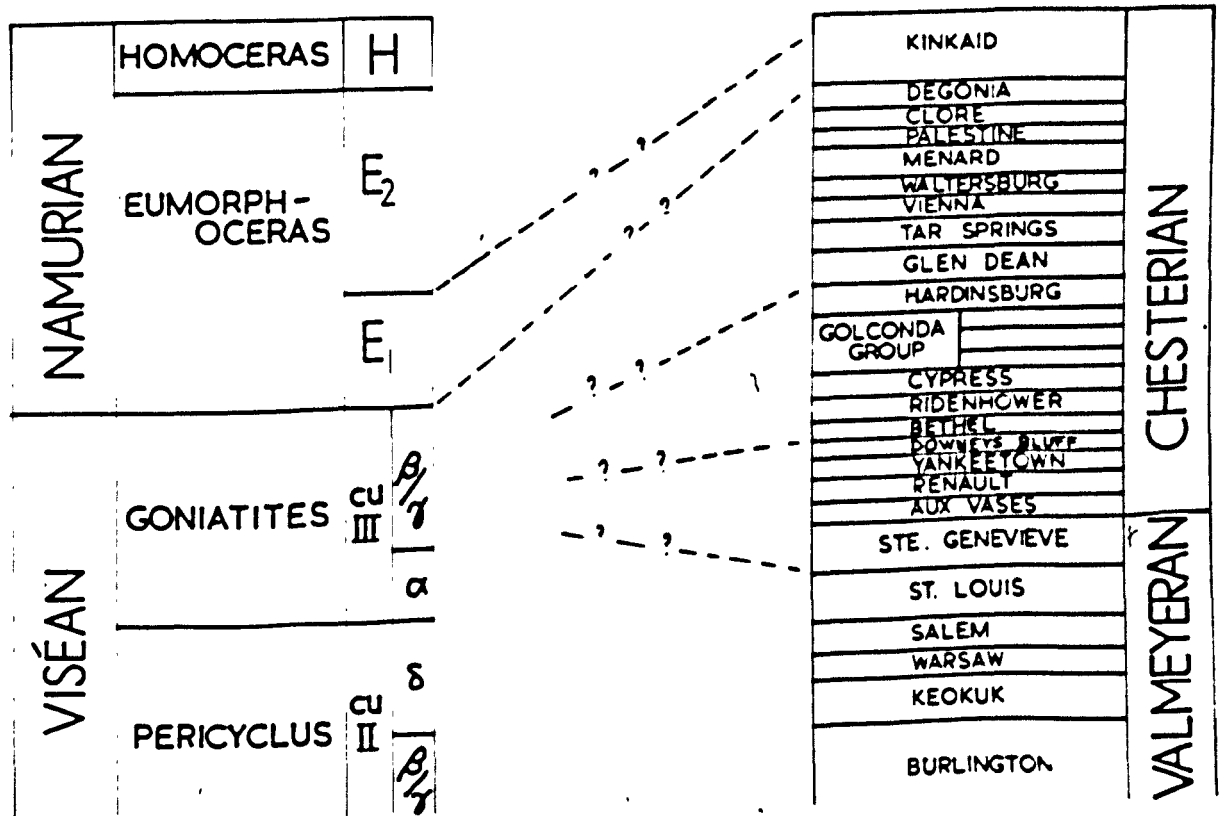 NAMURIAN
VISÉAN
HOMOCERAS
H
EUMORPH-
OCERAS
E2
E1
GONIATITES
cu
III
β/γ
α
PERICYCLUS
cu
II
δ
β/γ
? ?
? ?
? ?
? ?
? ?
KINKAID
DEGONIA
CLORE
PALESTINE
MENARD
WALTERSBURG
VIENNA
TAR SPRINGS
GLEN DEAN
HARDINSBURG
GOLCONDA
GROUP
CYPRESS
RIDENHOWER
BETHEL
DOWNEYS BLUFF
YANKEETOWN
RENAULT
AUX VASES
STE. GENEVIEVE
ST. LOUIS
SALEM
WARSAW
KEOKUK
BURLINGTON
CHESTERIAN
VALMEYERAN